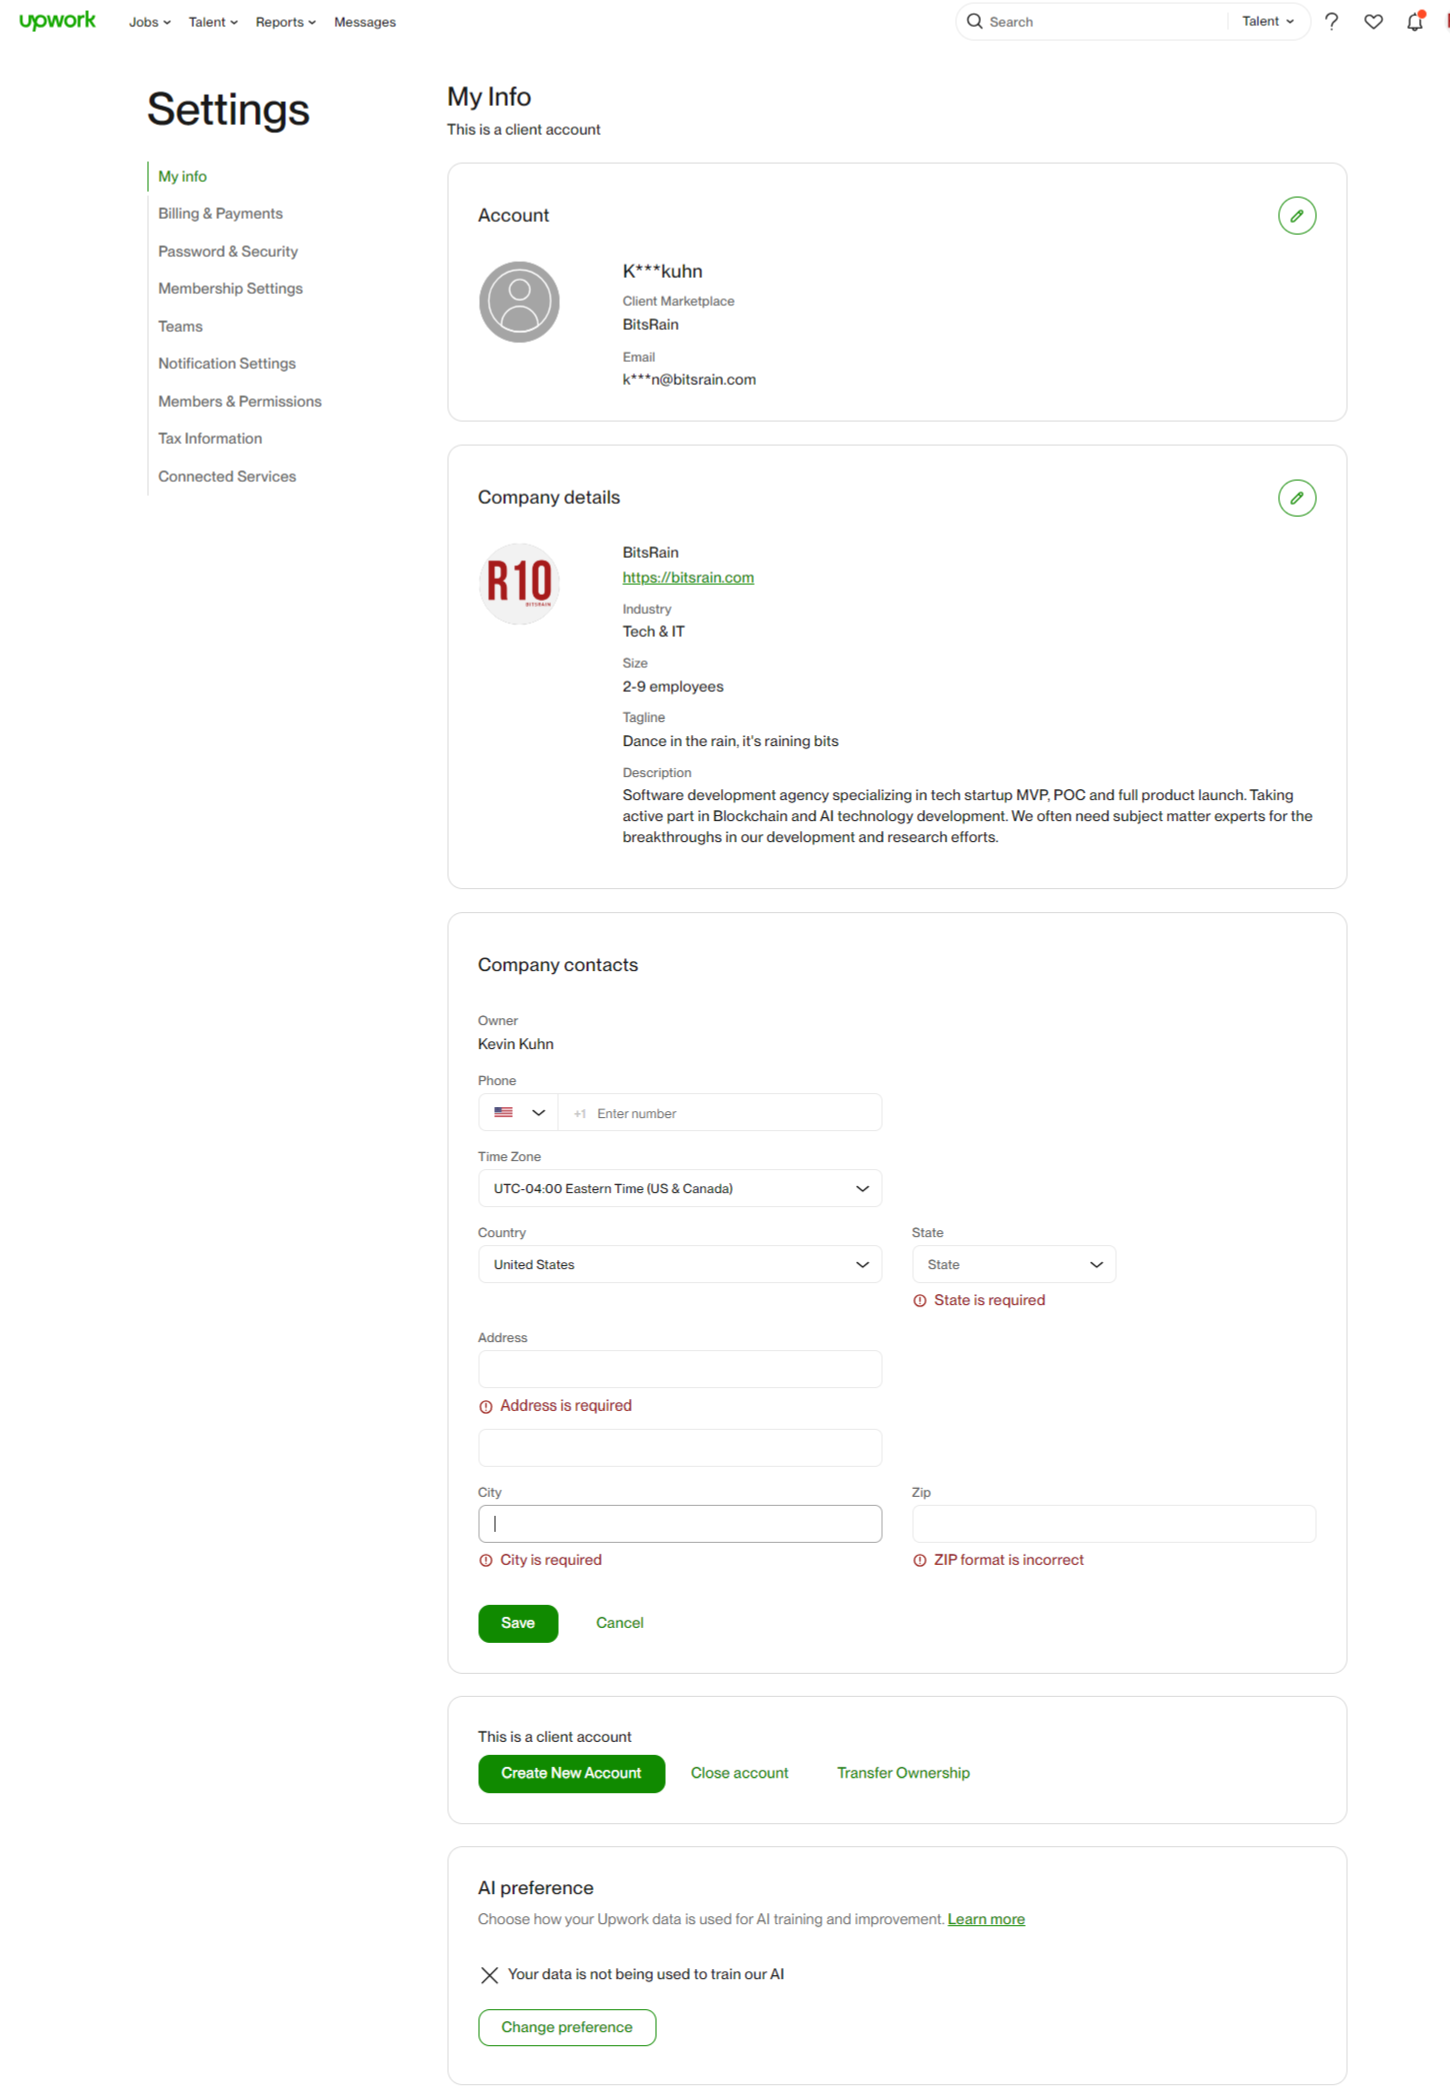 upwork Jobs Talent Reports Messages Search Talent
Settings
My info
Billing & Payments
Password & Security
Membership Settings
Teams
Notification Settings
Members & Permissions
Tax Information
Connected Services
My Info
This is a client account
Account
K***kuhn
Client Marketplace
BitsRain
Email
k***n@bitsrain.com
Company details
R10
BITSRAIN
BitsRain
https://bitsrain.com
Industry
Tech & IT
Size
2-9 employees
Tagline
Dance in the rain, it's raining bits
Description
Software development agency specializing in tech startup MVP, POC and full product launch. Taking
active part in Blockchain and AI technology development. We often need subject matter experts for the
breakthroughs in our development and research efforts.
Company contacts
Owner
Kevin Kuhn
Phone
+1 Enter number
Time Zone
UTC-04:00 Eastern Time (US & Canada)
Country State
United States State
State is required
Address
Address is required
City Zip
City is required ZIP format is incorrect
Save Cancel
This is a client account
Create New Account Close account Transfer Ownership
AI preference
Choose how your Upwork data is used for AI training and improvement. Learn more
Your data is not being used to train our AI
Change preference